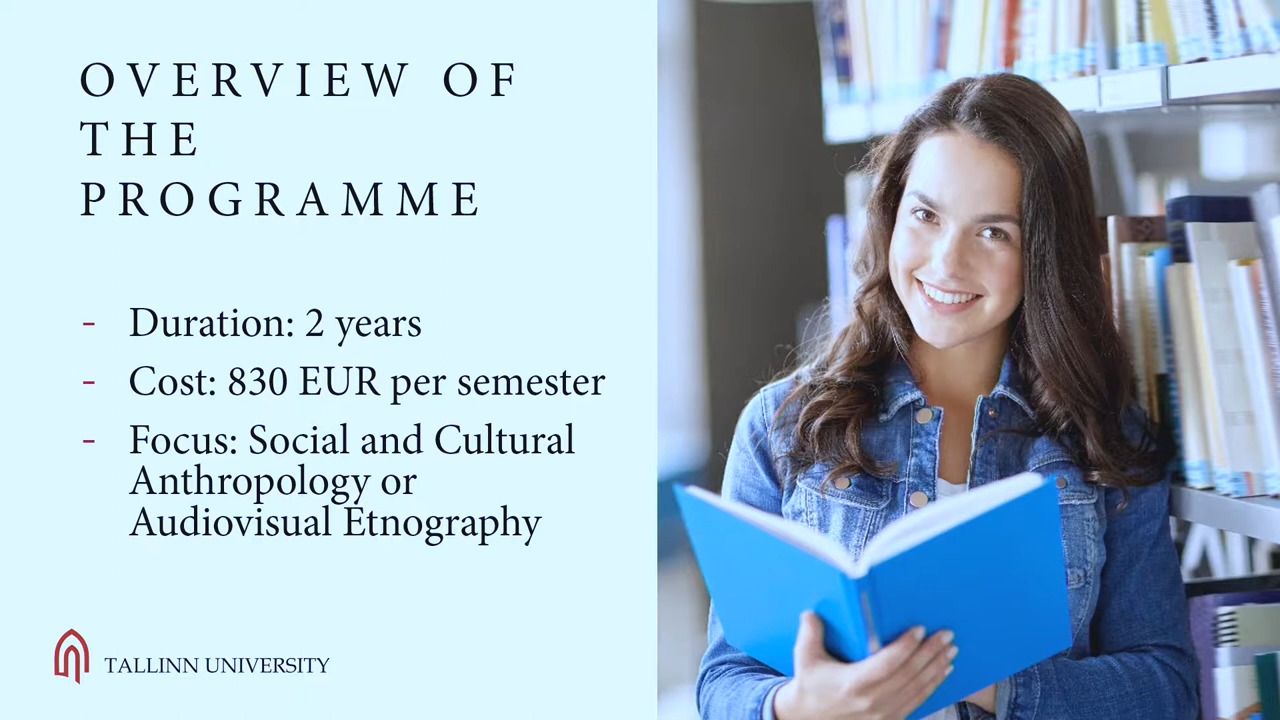 OVERVIEW OF
THE
PROGRAMME
- Duration: 2 years
- Cost: 830 EUR per semester
- Focus: Social and Cultural
Anthropology or
Audiovisual Etnography
TALLINN UNIVERSITY